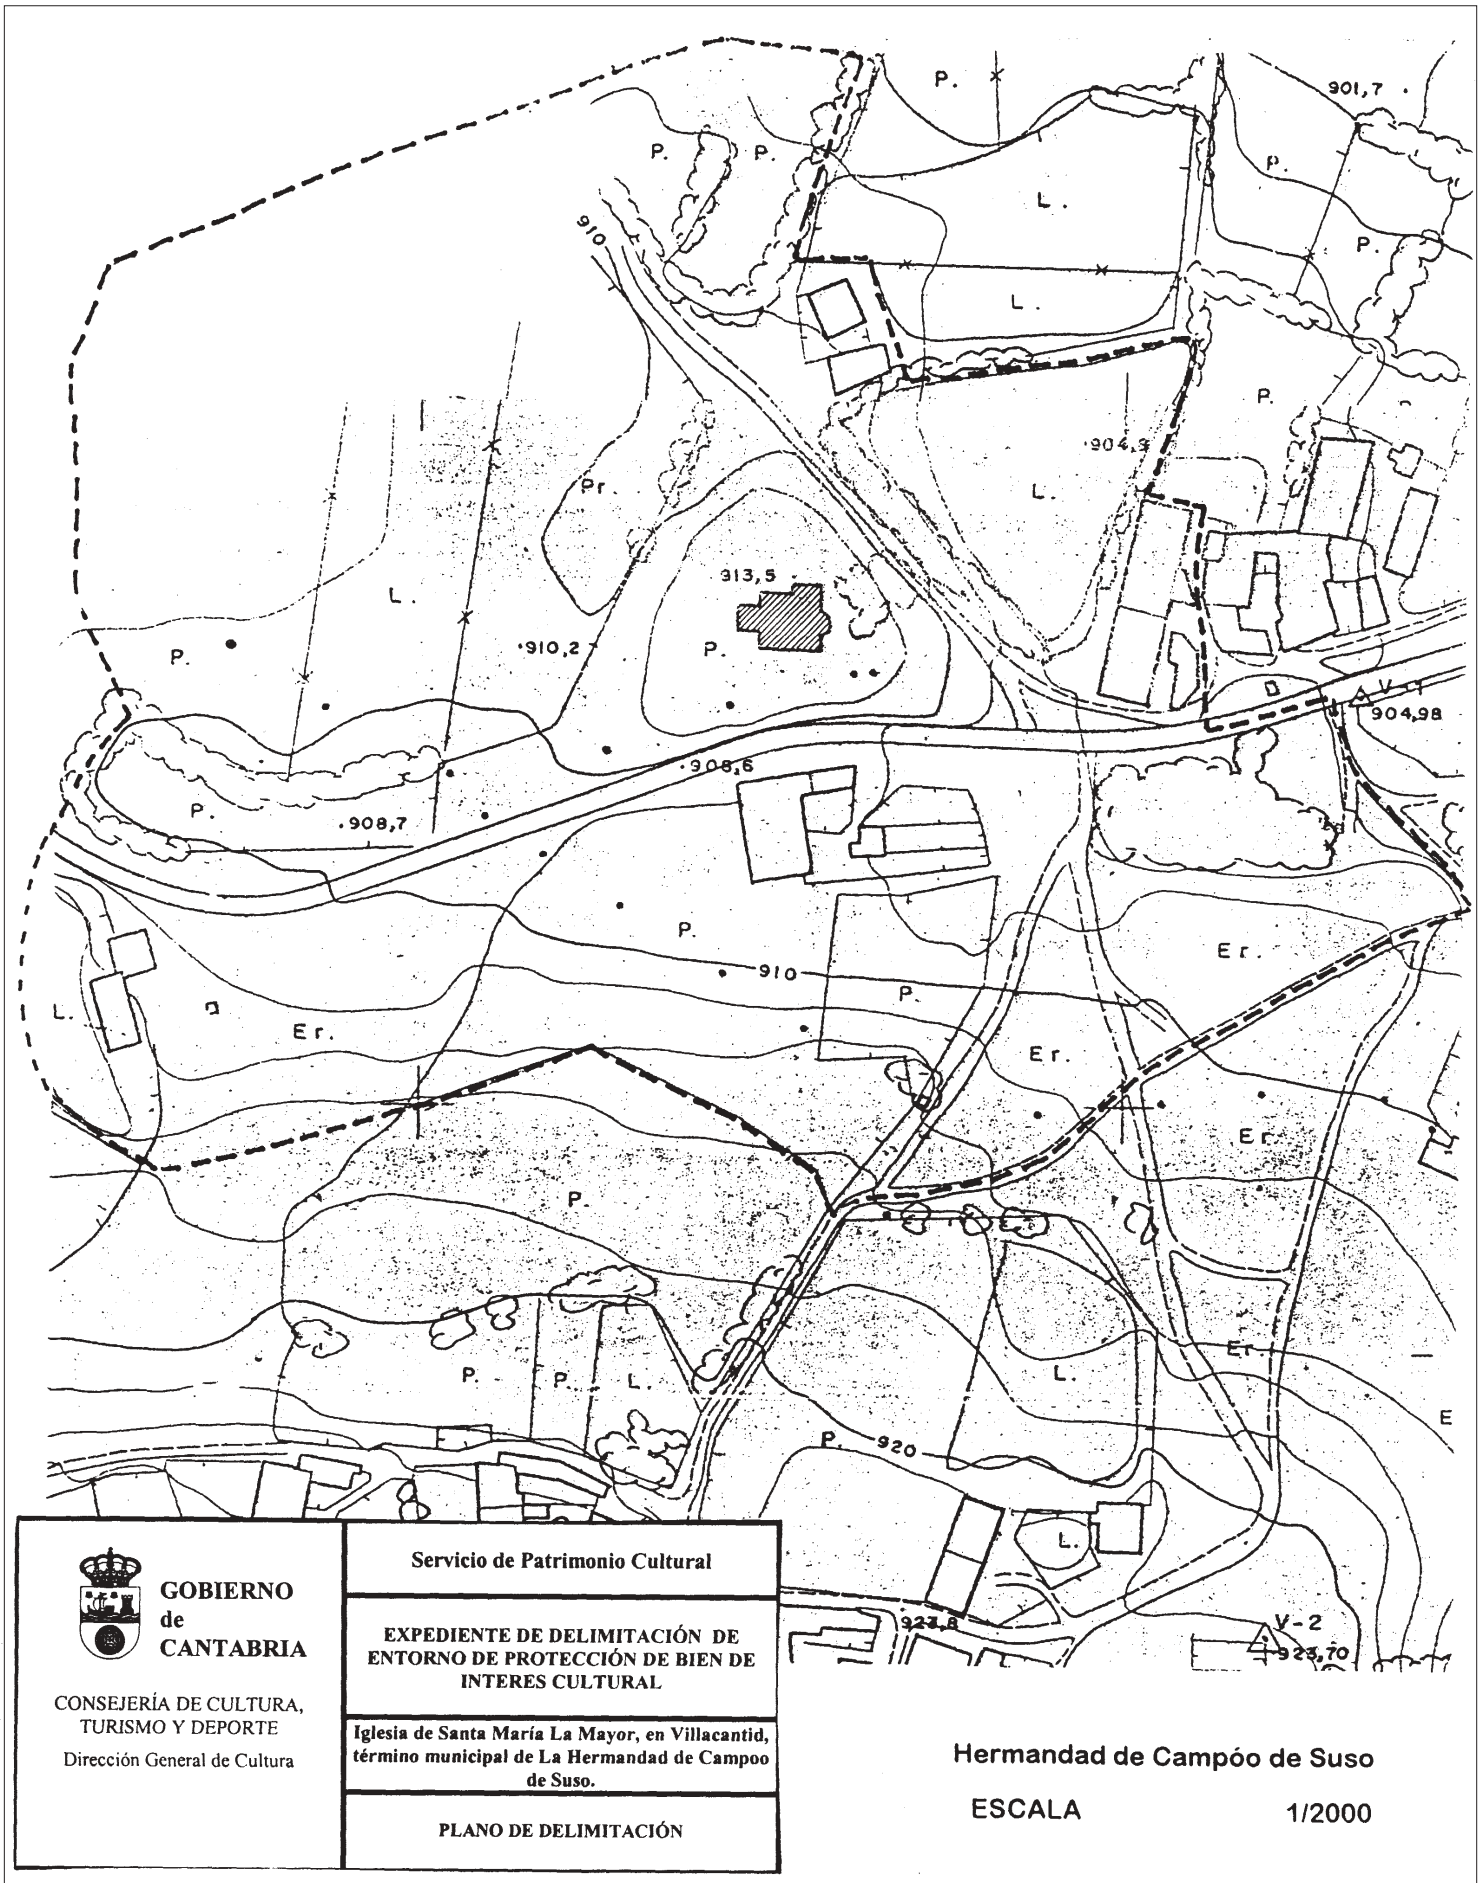 P.
901,7
P.
P.
P.
L.
910
P.
L.
P.
904,9
Pr.
L.
913,5
L.
P.
910,2
P.
V-1
904,98
908,6
P.
908,7
P.
Er.
910
P.
L.
Er.
Er.
Er.
P.
Er.
P.
P.
L.
L.
E
P.
920
L.
923,8
V-2
923,70
GOBIERNO
de
CANTABRIA
CONSEJERÍA DE CULTURA,
TURISMO Y DEPORTE
Dirección General de Cultura
Servicio de Patrimonio Cultural
EXPEDIENTE DE DELIMITACIÓN DE
ENTORNO DE PROTECCIÓN DE BIEN DE
INTERES CULTURAL
Iglesia de Santa María La Mayor, en Villacantid,
término municipal de La Hermandad de Campoo
de Suso.
PLANO DE DELIMITACIÓN
Hermandad de Campóo de Suso
ESCALA 1/2000